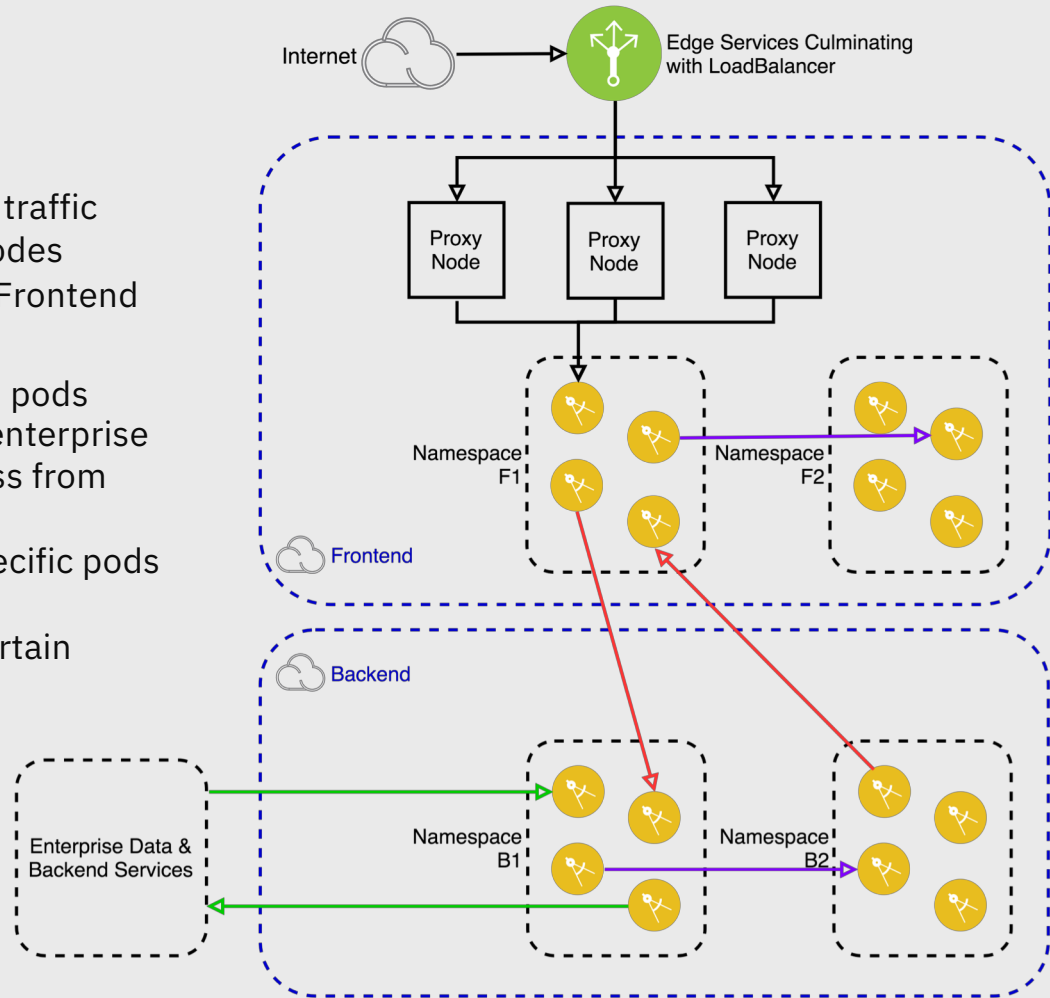 Internet
Edge Services Culminating
with LoadBalancer
traffic
odes
Frontend
pods
enterprise
ss from
ecific pods
rtain
Proxy
Node
Proxy
Node
Proxy
Node
Namespace
F1
Namespace
F2
Frontend
Backend
Enterprise Data &
Backend Services
Namespace
B1
Namespace
B2